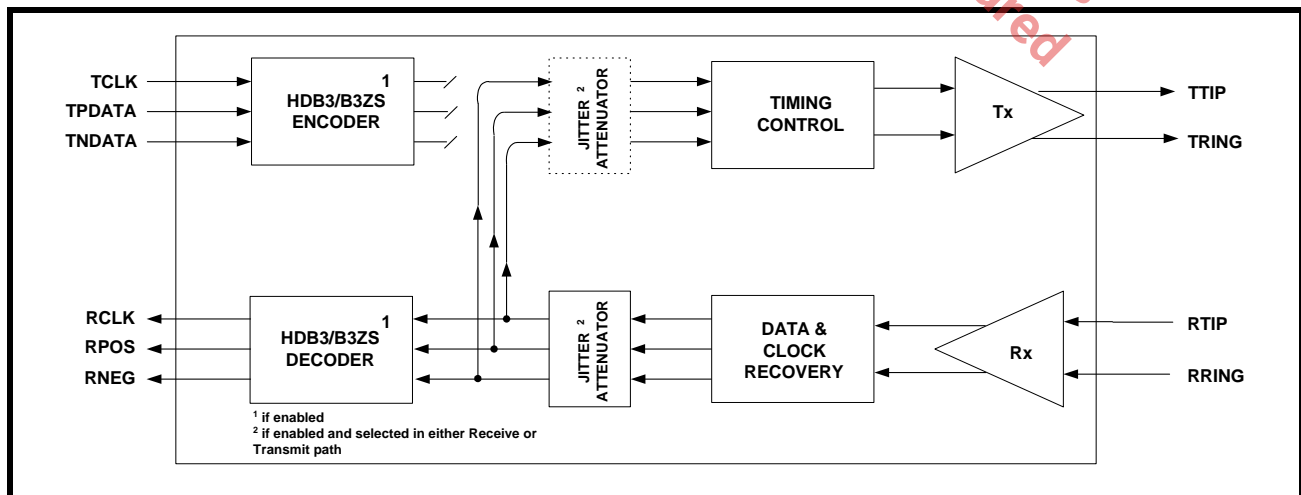 ared
TCLK
TPDATA
TNDATA
HDB3/B3ZS 1
ENCODER
JITTER 2
ATTENUATOR
TIMING
CONTROL
Tx
TTIP
TRING
RCLK
RPOS
RNEG
HDB3/B3ZS 1
DECODER
JITTER 2
ATTENUATOR
DATA &
CLOCK
RECOVERY
Rx
RTIP
RRING
1 if enabled
2 if enabled and selected in either Receive or
Transmit path